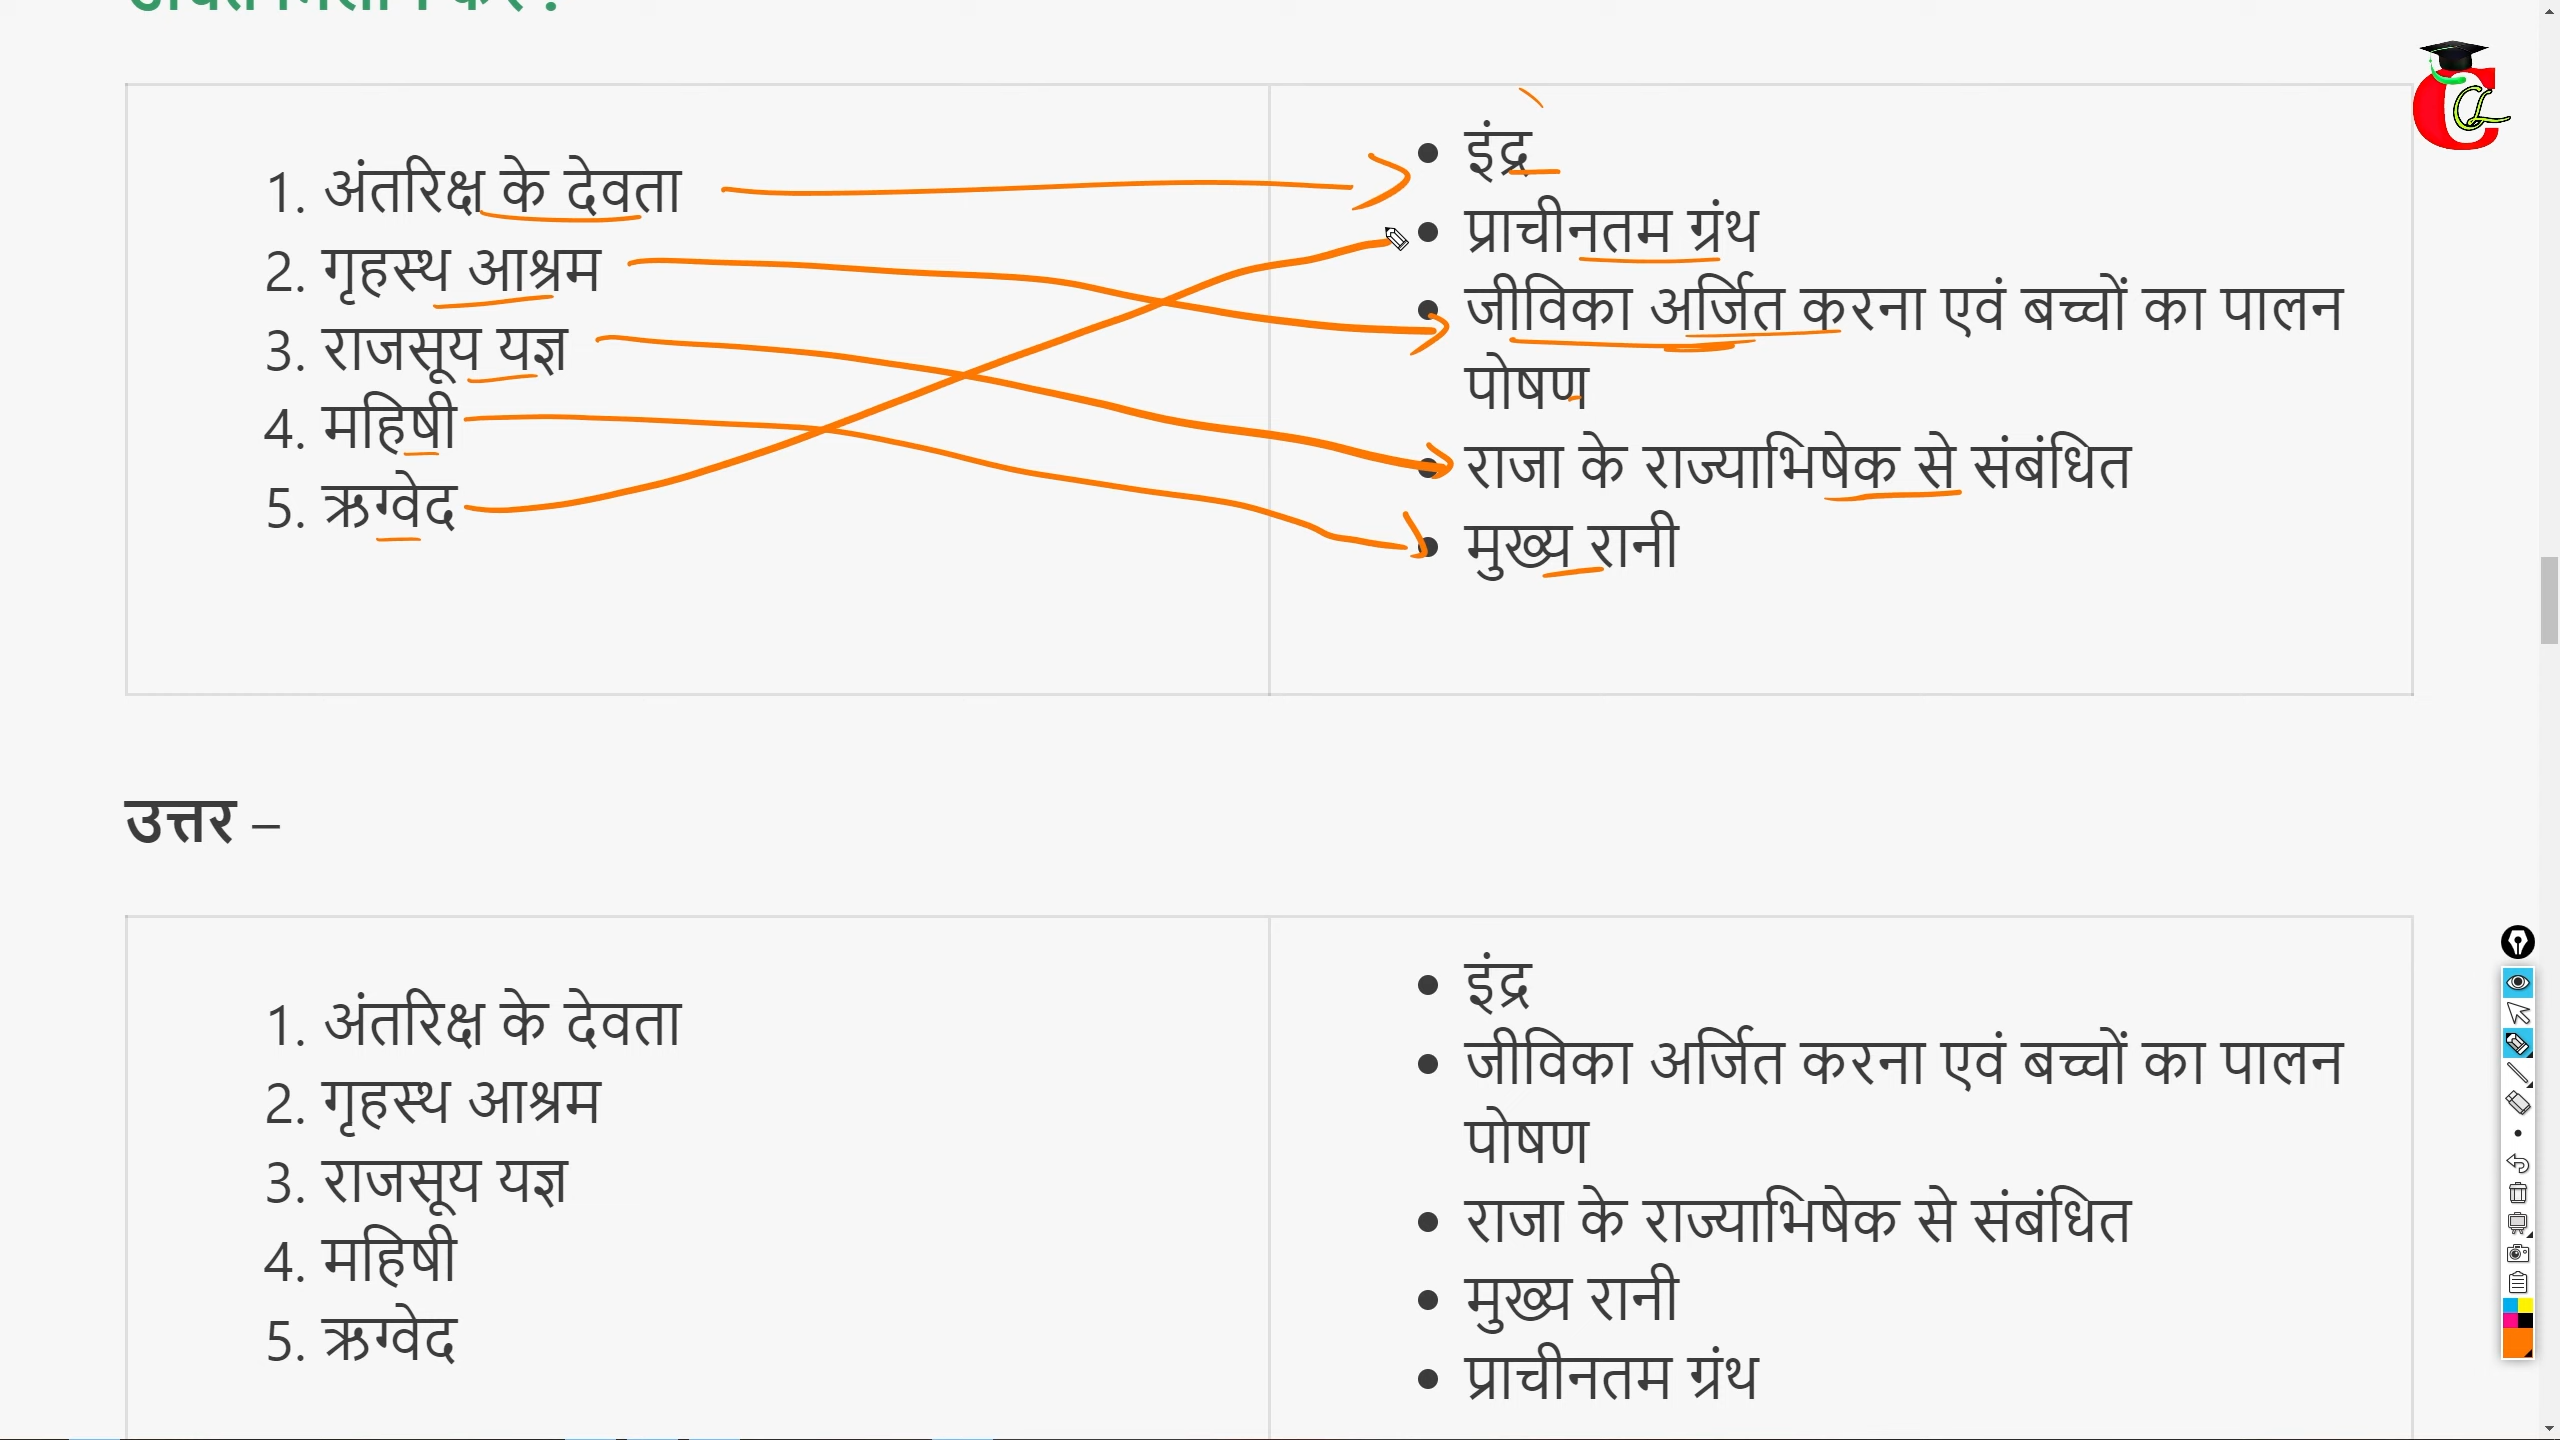 1. अंतरिक्ष के देवता
2. गृहस्थ आश्रम
3. राजसूय यज्ञ
4. महिषी
5. ऋग्वेद
• इंद्र
• प्राचीनतम ग्रंथ
• जीविका अर्जित करना एवं बच्चों का पालन
पोषण
• राजा के राज्याभिषेक से संबंधित
• मुख्य रानी
उत्तर –
1. अंतरिक्ष के देवता
2. गृहस्थ आश्रम
3. राजसूय यज्ञ
4. महिषी
5. ऋग्वेद
• इंद्र
• जीविका अर्जित करना एवं बच्चों का पालन
पोषण
• राजा के राज्याभिषेक से संबंधित
• मुख्य रानी
• प्राचीनतम ग्रंथ